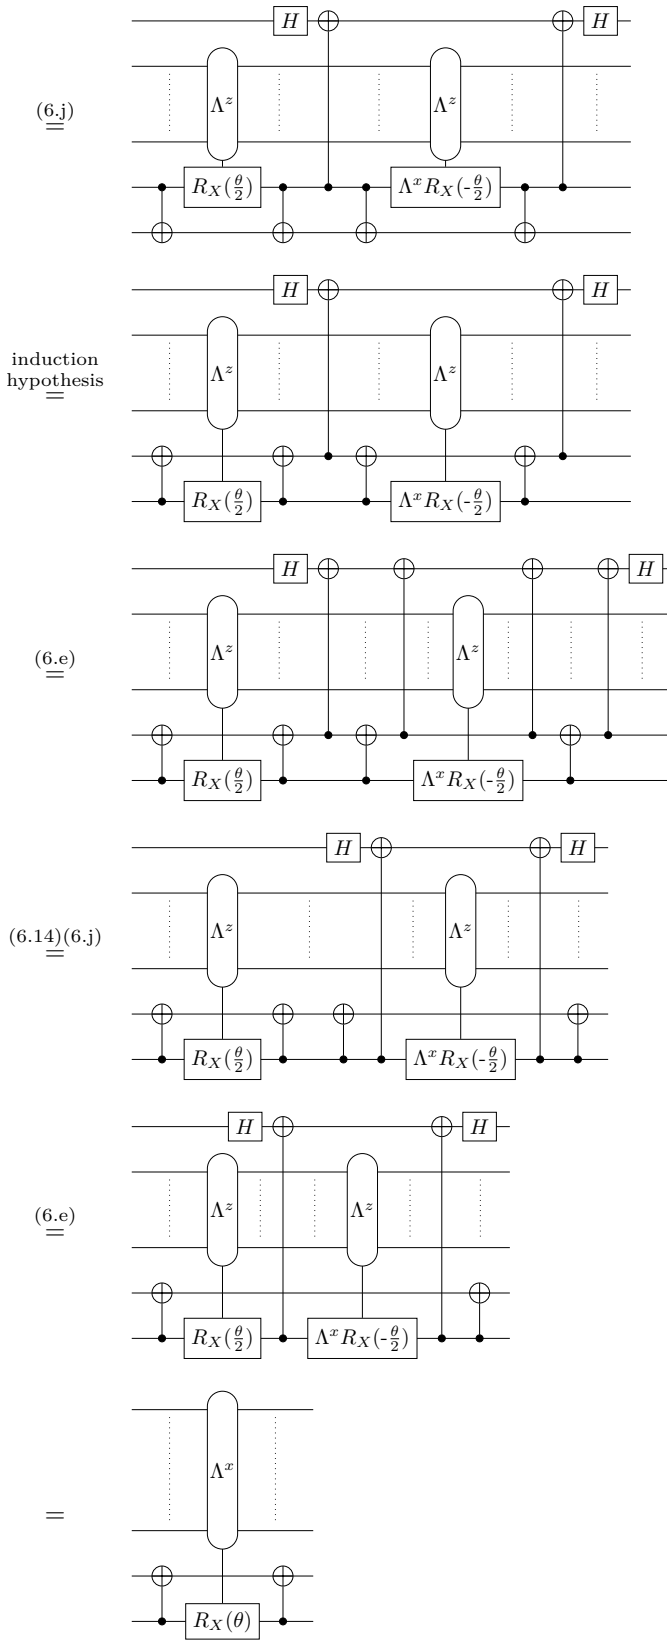 H H
(6.j)
=
Λ^z Λ^z
R_X(θ/2) Λ^x R_X(-θ/2)
H H
induction
hypothesis
=
Λ^z Λ^z
R_X(θ/2) Λ^x R_X(-θ/2)
H H
(6.e)
=
Λ^z Λ^z
R_X(θ/2) Λ^x R_X(-θ/2)
H H
(6.14)(6.j)
=
Λ^z Λ^z
R_X(θ/2) Λ^x R_X(-θ/2)
H H
(6.e)
=
Λ^z Λ^z
R_X(θ/2) Λ^x R_X(-θ/2)
Λ^x
=
R_X(θ)